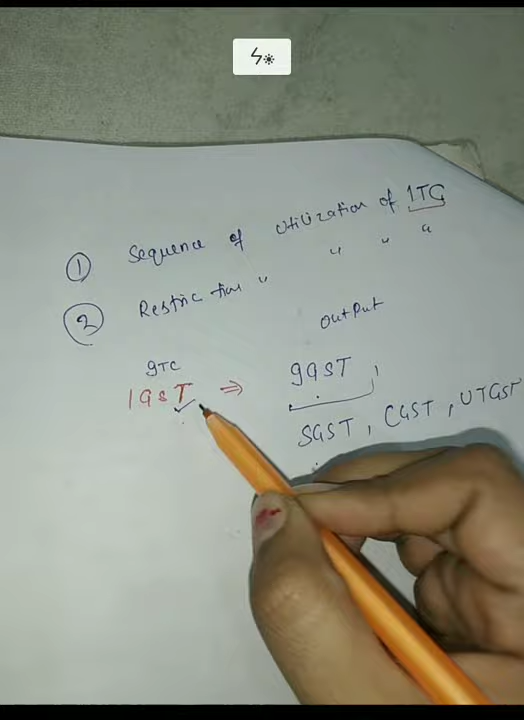 ① Sequence of Utilization of ITC
② Restriction " " " "
ITC Output
IGST ⇒ IGST,
SGST, CGST, UTGST